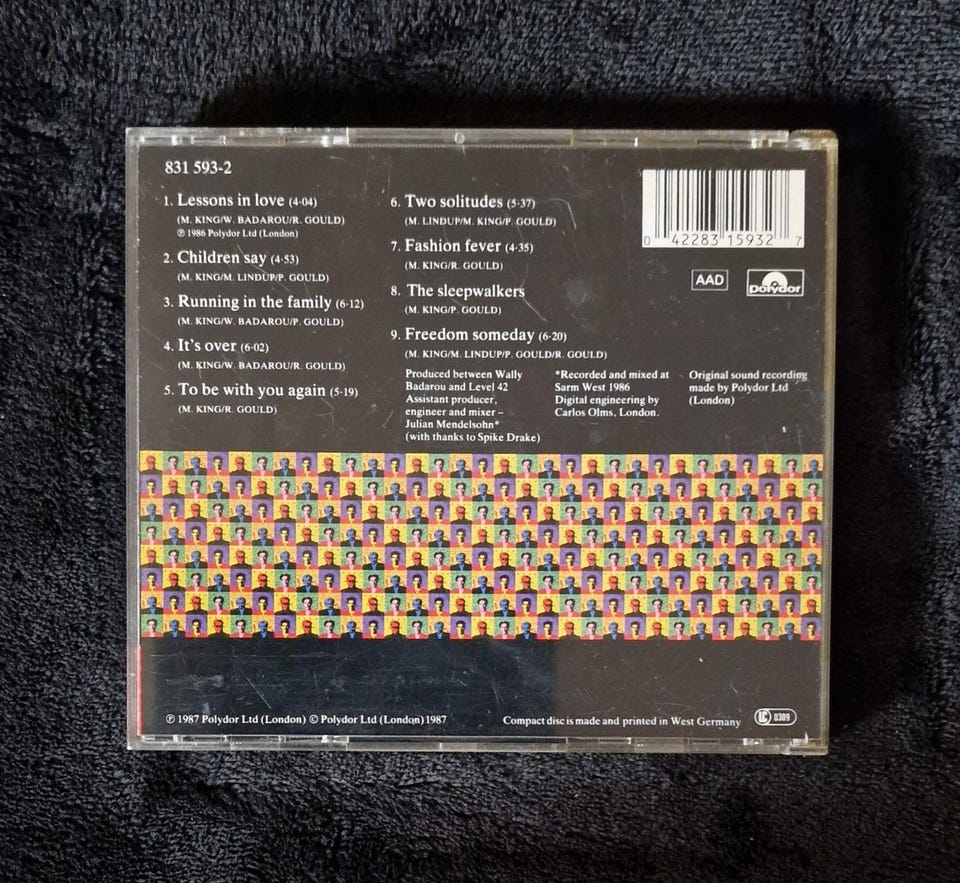 831 593-2
1. Lessons in love (4·04)
(M. KING/W. BADAROU/R. GOULD)
℗ 1986 Polydor Ltd (London)
2. Children say (4·53)
(M. KING/M. LINDUP/P. GOULD)
3. Running in the family (6·12)
(M. KING/W. BADAROU/P. GOULD)
4. It's over (6·02)
(M. KING/W. BADAROU/R. GOULD)
5. To be with you again (5·19)
(M. KING/R. GOULD)
6. Two solitudes (5·37)
(M. LINDUP/M. KING/P. GOULD)
7. Fashion fever (4·35)
(M. KING/R. GOULD)
8. The sleepwalkers
(M. KING/P. GOULD)
9. Freedom someday (6·20)
(M. KING/M. LINDUP/P. GOULD/R. GOULD)
Produced between Wally
Badarou and Level 42
Assistant producer,
engineer and mixer –
Julian Mendelsohn*
(with thanks to Spike Drake)
*Recorded and mixed at
Sarm West 1986
Digital engineering by
Carlos Olms, London.
Original sound recording
made by Polydor Ltd
(London)
0 42283 15932 7
AAD
polydor
℗ 1987 Polydor Ltd (London) © Polydor Ltd (London) 1987
Compact disc is made and printed in West Germany
LC 0309